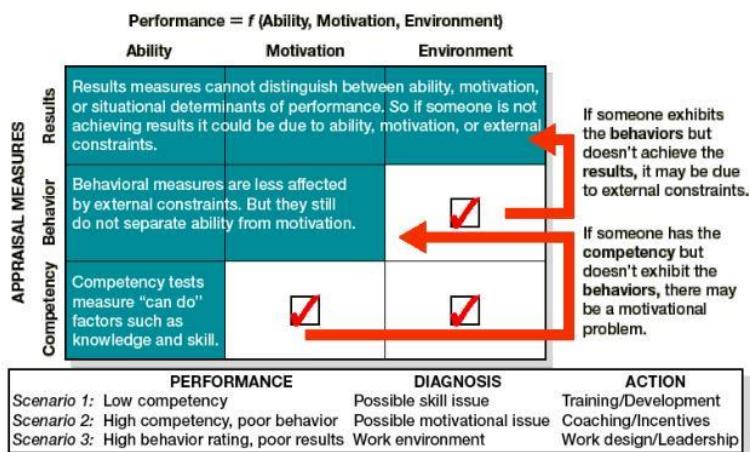 Performance = f (Ability, Motivation, Environment)
Ability Motivation Environment
APPRAISAL MEASURES
Results
Results measures cannot distinguish between ability, motivation,
or situational determinants of performance. So if someone is not
achieving results it could be due to ability, motivation, or external
constraints.
Behavior
Behavioral measures are less affected
by external constraints. But they still
do not separate ability from motivation.
Competency
Competency tests
measure “can do”
factors such as
knowledge and skill.
If someone exhibits
the behaviors but
doesn't achieve the
results, it may be due
to external constraints.
If someone has the
competency but
doesn't exhibit the
behaviors, there may
be a motivational
problem.
PERFORMANCE DIAGNOSIS ACTION
Scenario 1: Low competency Possible skill issue Training/Development
Scenario 2: High competency, poor behavior Possible motivational issue Coaching/Incentives
Scenario 3: High behavior rating, poor results Work environment Work design/Leadership